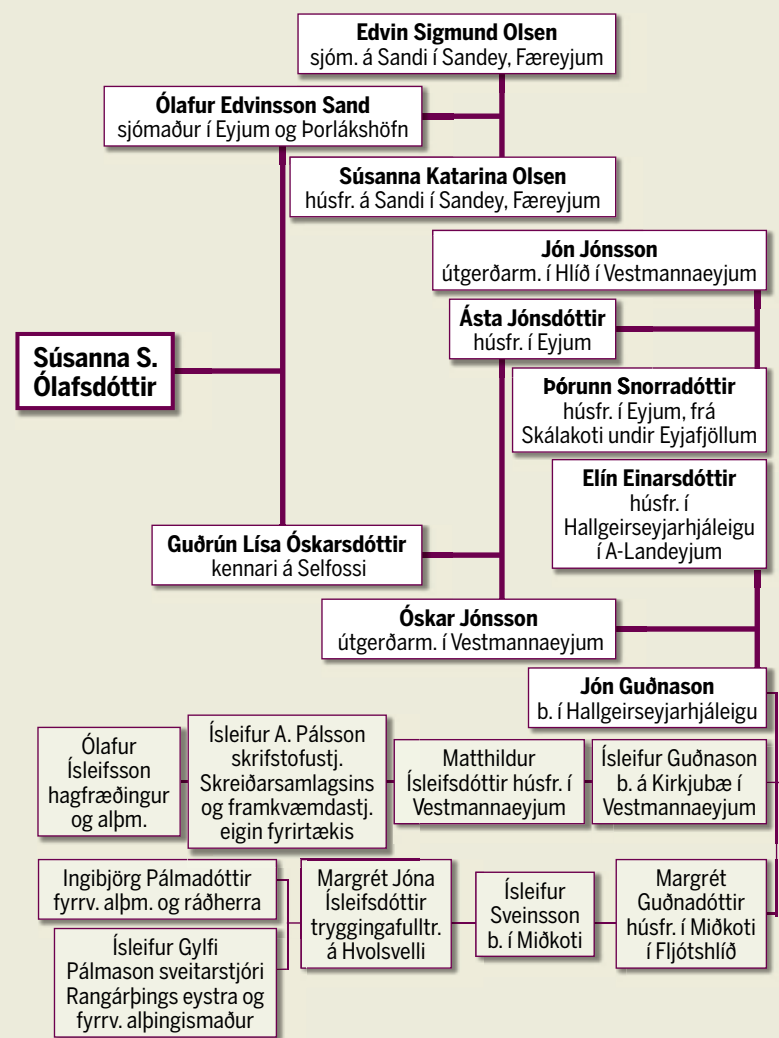 Edvin Sigmund Olsen
sjóm. á Sandi í Sandey, Færeyjum
Ólafur Edvinsson Sand
sjómaður í Eyjum og Þorlákshöfn
Súsanna Katarina Olsen
húsfr. á Sandi í Sandey, Færeyjum
Jón Jónsson
útgerðarm. í Hlíð í Vestmannaeyjum
Ásta Jónsdóttir
húsfr. í Eyjum
Súsanna S.
Ólafsdóttir
Þórunn Snorradóttir
húsfr. í Eyjum, frá
Skálakoti undir Eyjafjöllum
Elín Einarsdóttir
húsfr. í
Hallgeirseyjarhjáleigu
í A-Landeyjum
Guðrún Lísa Óskarsdóttir
kennari á Selfossi
Óskar Jónsson
útgerðarm. í Vestmannaeyjum
Jón Guðnason
b. í Hallgeirseyjarhjáleigu
Ólafur
Ísleifsson
hagfræðingur
og alþm.
Ísleifur A. Pálsson
skrifstofustj.
Skreiðarsamlagsins
og framkvæmdastj.
eigin fyrirtækis
Matthildur
Ísleifsdóttir húsfr. í
Vestmannaeyjum
Ísleifur Guðnason
b. á Kirkjubæ í
Vestmannaeyjum
Ingibjörg Pálmadóttir
fyrrv. alþm. og ráðherra
Ísleifur Gylfi
Pálmason sveitarstjóri
Rangárþings eystra og
fyrrv. alþingismaður
Margrét Jóna
Ísleifsdóttir
tryggingafulltr.
á Hvolsvelli
Ísleifur
Sveinsson
b. í Miðkoti
Margrét
Guðnadóttir
húsfr. í Miðkoti
í Fljótshlíð